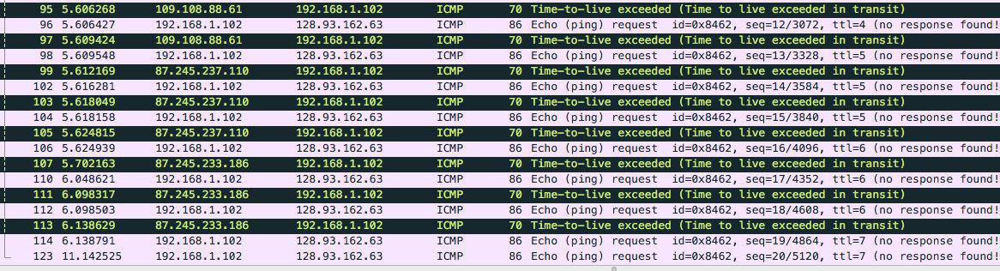 95 5.606268 109.108.88.61 192.168.1.102 ICMP 70 Time-to-live exceeded (Time to live exceeded in transit)
96 5.606427 192.168.1.102 128.93.162.63 ICMP 86 Echo (ping) request id=0x8462, seq=12/3072, ttl=4 (no response found!
97 5.609424 109.108.88.61 192.168.1.102 ICMP 70 Time-to-live exceeded (Time to live exceeded in transit)
98 5.609548 192.168.1.102 128.93.162.63 ICMP 86 Echo (ping) request id=0x8462, seq=13/3328, ttl=5 (no response found!
99 5.612169 87.245.237.110 192.168.1.102 ICMP 70 Time-to-live exceeded (Time to live exceeded in transit)
102 5.616281 192.168.1.102 128.93.162.63 ICMP 86 Echo (ping) request id=0x8462, seq=14/3584, ttl=5 (no response found!
103 5.618049 87.245.237.110 192.168.1.102 ICMP 70 Time-to-live exceeded (Time to live exceeded in transit)
104 5.618158 192.168.1.102 128.93.162.63 ICMP 86 Echo (ping) request id=0x8462, seq=15/3840, ttl=5 (no response found!
105 5.624815 87.245.237.110 192.168.1.102 ICMP 70 Time-to-live exceeded (Time to live exceeded in transit)
106 5.624939 192.168.1.102 128.93.162.63 ICMP 86 Echo (ping) request id=0x8462, seq=16/4096, ttl=6 (no response found!
107 5.702163 87.245.233.186 192.168.1.102 ICMP 70 Time-to-live exceeded (Time to live exceeded in transit)
110 6.048621 192.168.1.102 128.93.162.63 ICMP 86 Echo (ping) request id=0x8462, seq=17/4352, ttl=6 (no response found!
111 6.098317 87.245.233.186 192.168.1.102 ICMP 70 Time-to-live exceeded (Time to live exceeded in transit)
112 6.098503 192.168.1.102 128.93.162.63 ICMP 86 Echo (ping) request id=0x8462, seq=18/4608, ttl=6 (no response found!
113 6.138629 87.245.233.186 192.168.1.102 ICMP 70 Time-to-live exceeded (Time to live exceeded in transit)
114 6.138791 192.168.1.102 128.93.162.63 ICMP 86 Echo (ping) request id=0x8462, seq=19/4864, ttl=7 (no response found!
123 11.142525 192.168.1.102 128.93.162.63 ICMP 86 Echo (ping) request id=0x8462, seq=20/5120, ttl=7 (no response found!